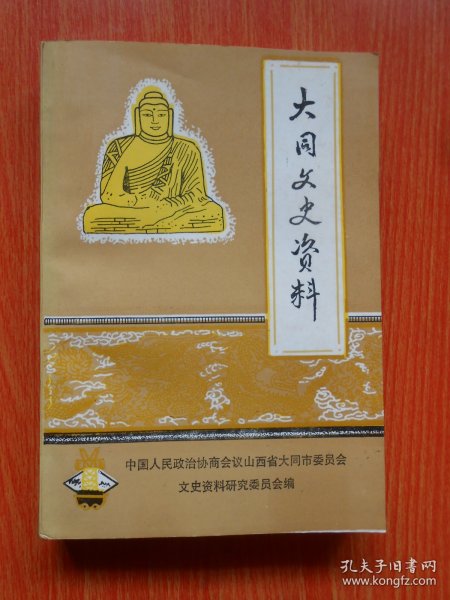 大同文史资料
中国人民政治协商会议山西省大同市委员会
文史资料研究委员会编
孔夫子旧书网
www.kongfz.com